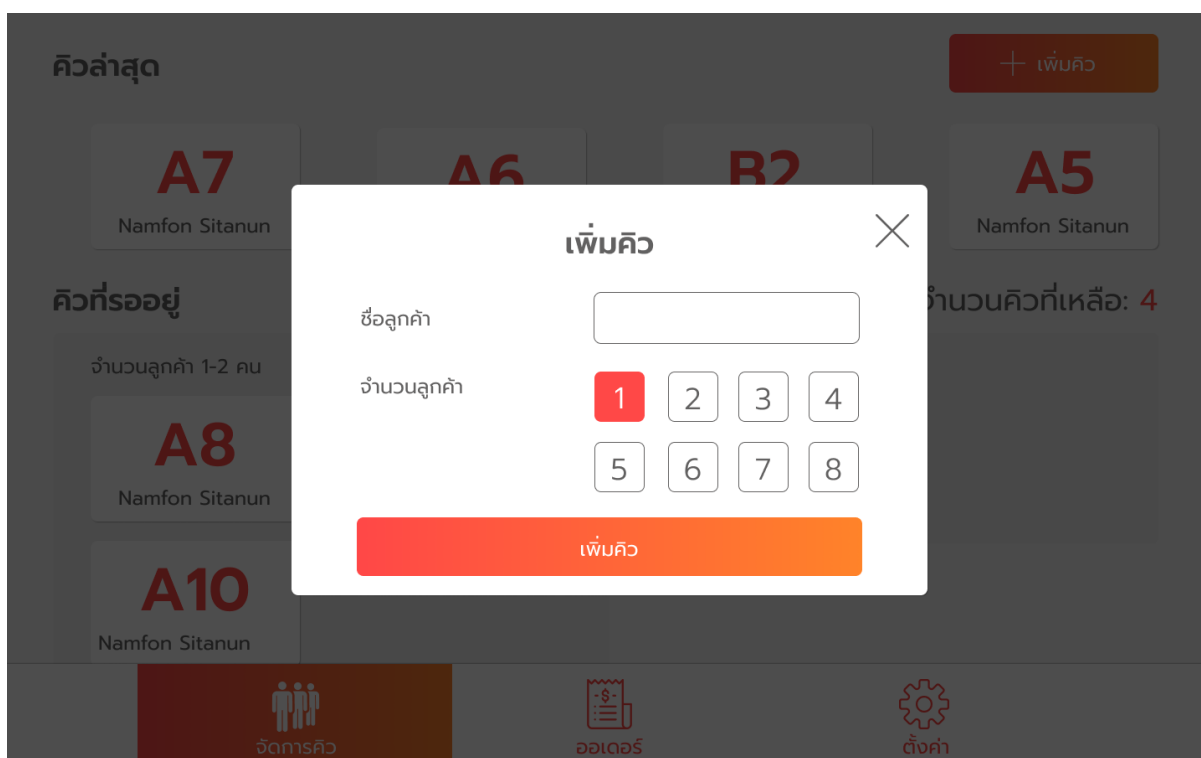 คิวล่าสุด
เพิ่มคิว
A7
A6
B2
A5
Namfon Sitanun
Namfon Sitanun
เพิ่มคิว
คิวที่รออยู่
จำนวนคิวที่เหลือ: 4
ชื่อลูกค้า
จำนวนลูกค้า 1-2 คน
จำนวนลูกค้า
1 2 3 4
A8
Namfon Sitanun
5 6 7 8
เพิ่มคิว
A10
Namfon Sitanun
-$-
จัดการคิว
ออเดอร์
ตั้งค่า